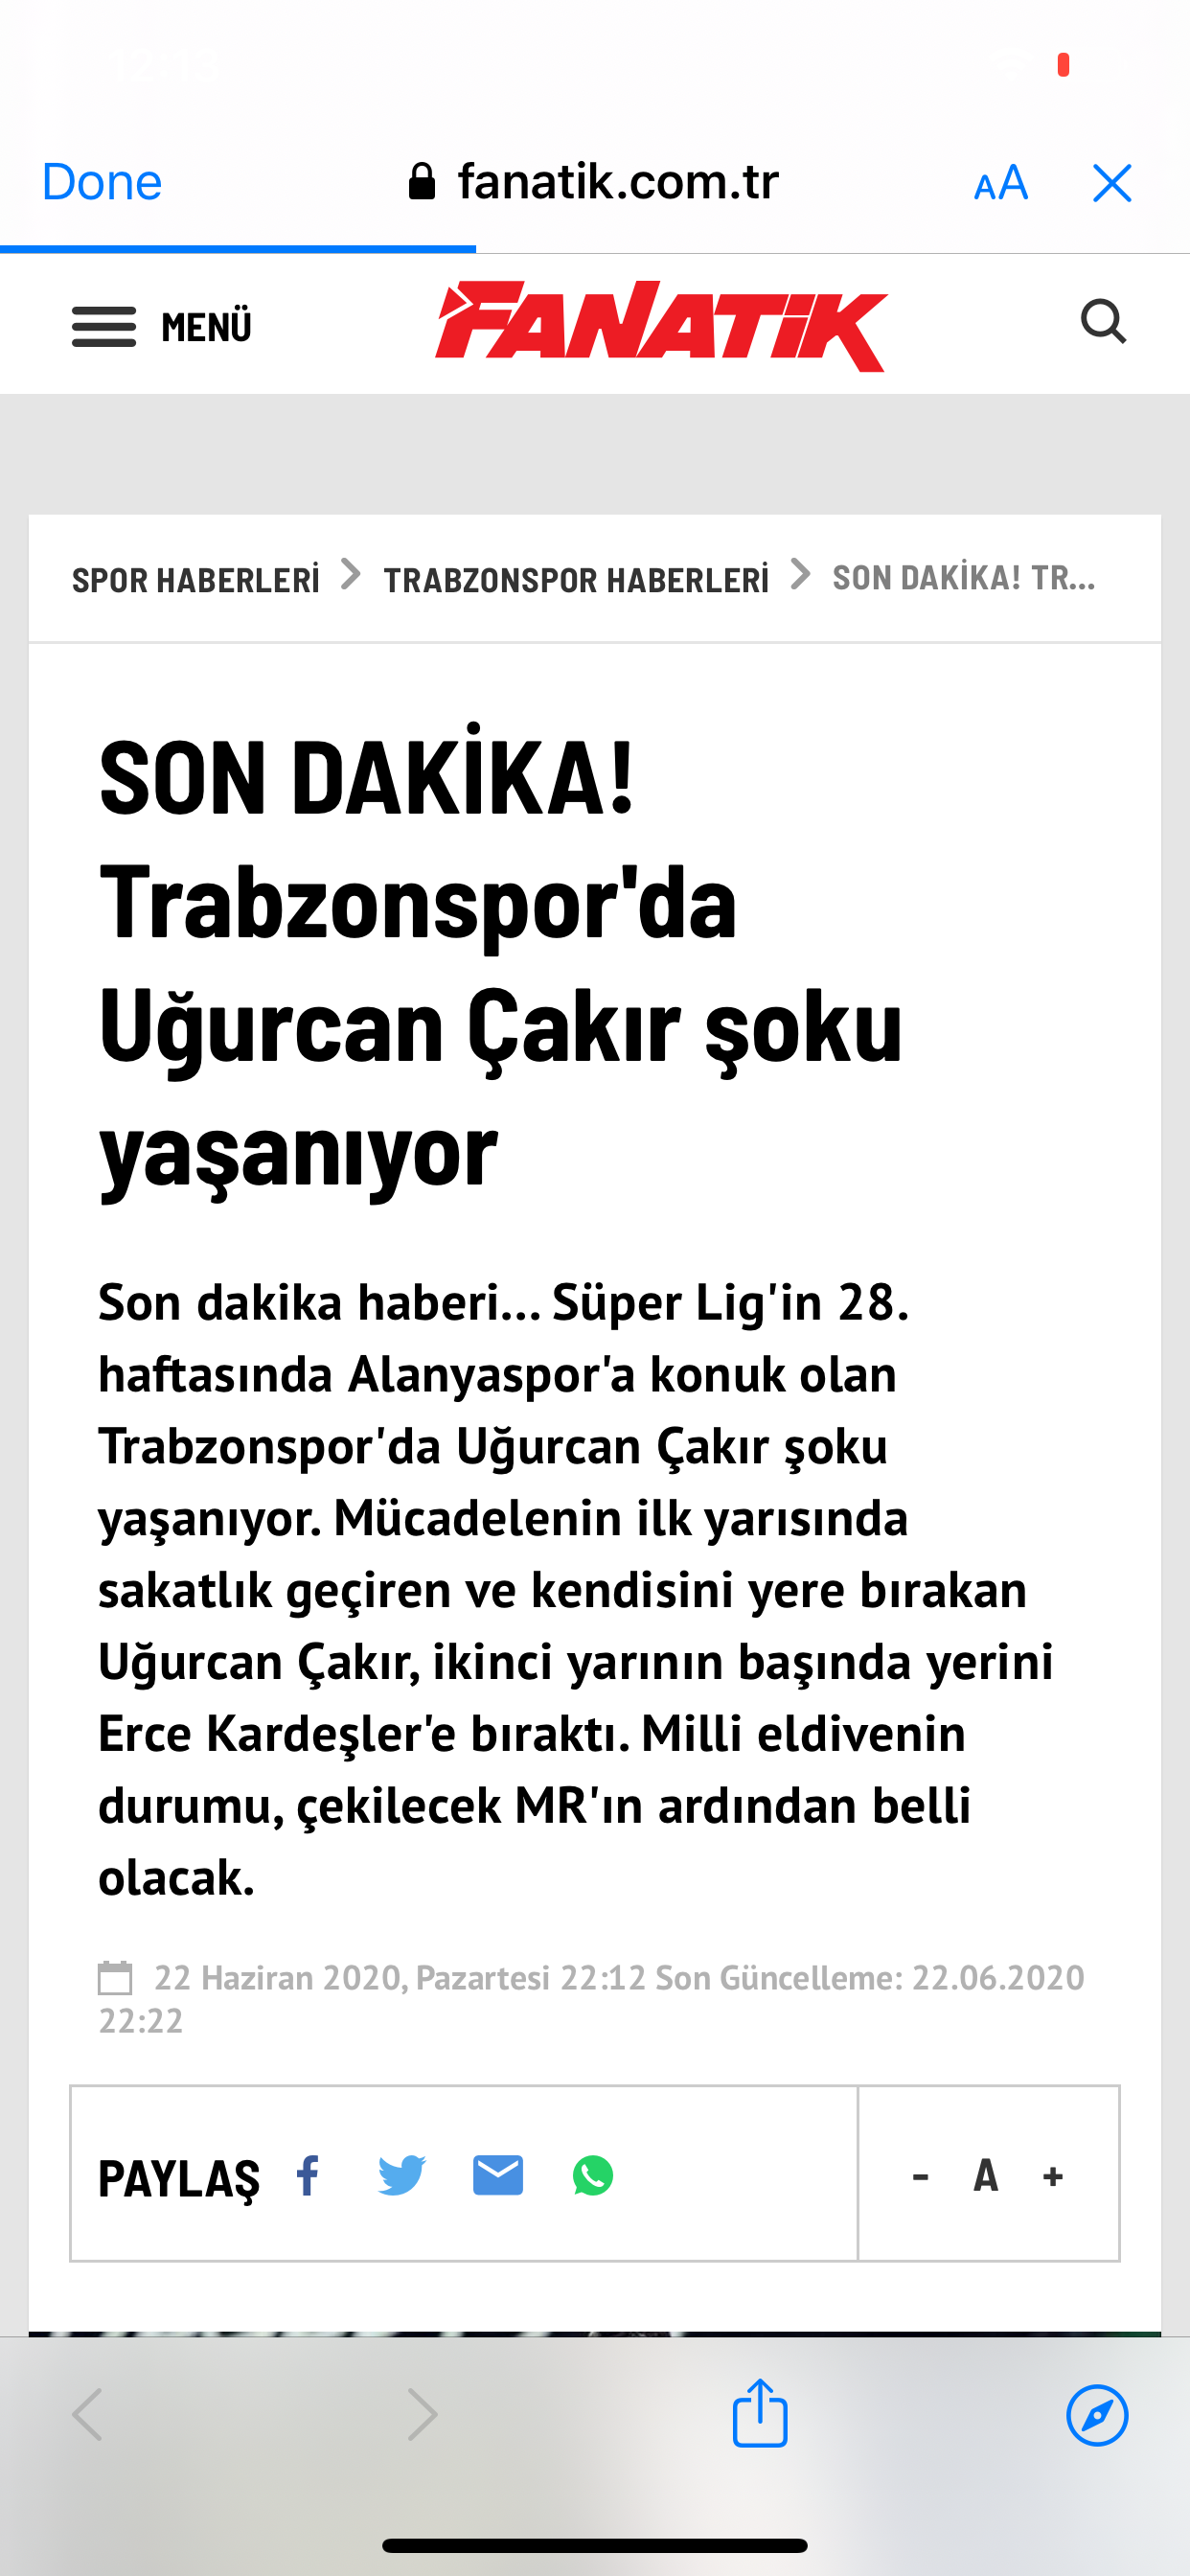 Done
fanatik.com.tr
AA
MENÜ
FANATiK
SPOR HABERLERİ
TRABZONSPOR HABERLERİ
SON DAKİKA! TR...
SON DAKİKA!
Trabzonspor'da
Uğurcan Çakır şoku
yaşanıyor
Son dakika haberi... Süper Lig'in 28.
haftasında Alanyaspor'a konuk olan
Trabzonspor'da Uğurcan Çakır şoku
yaşanıyor. Mücadelenin ilk yarısında
sakatlık geçiren ve kendisini yere bırakan
Uğurcan Çakır, ikinci yarının başında yerini
Erce Kardeşler'e bıraktı. Milli eldivenin
durumu, çekilecek MR'ın ardından belli
olacak.
22 Haziran 2020, Pazartesi 22:12 Son Güncelleme: 22.06.2020
22:22
PAYLAŞ
- A +